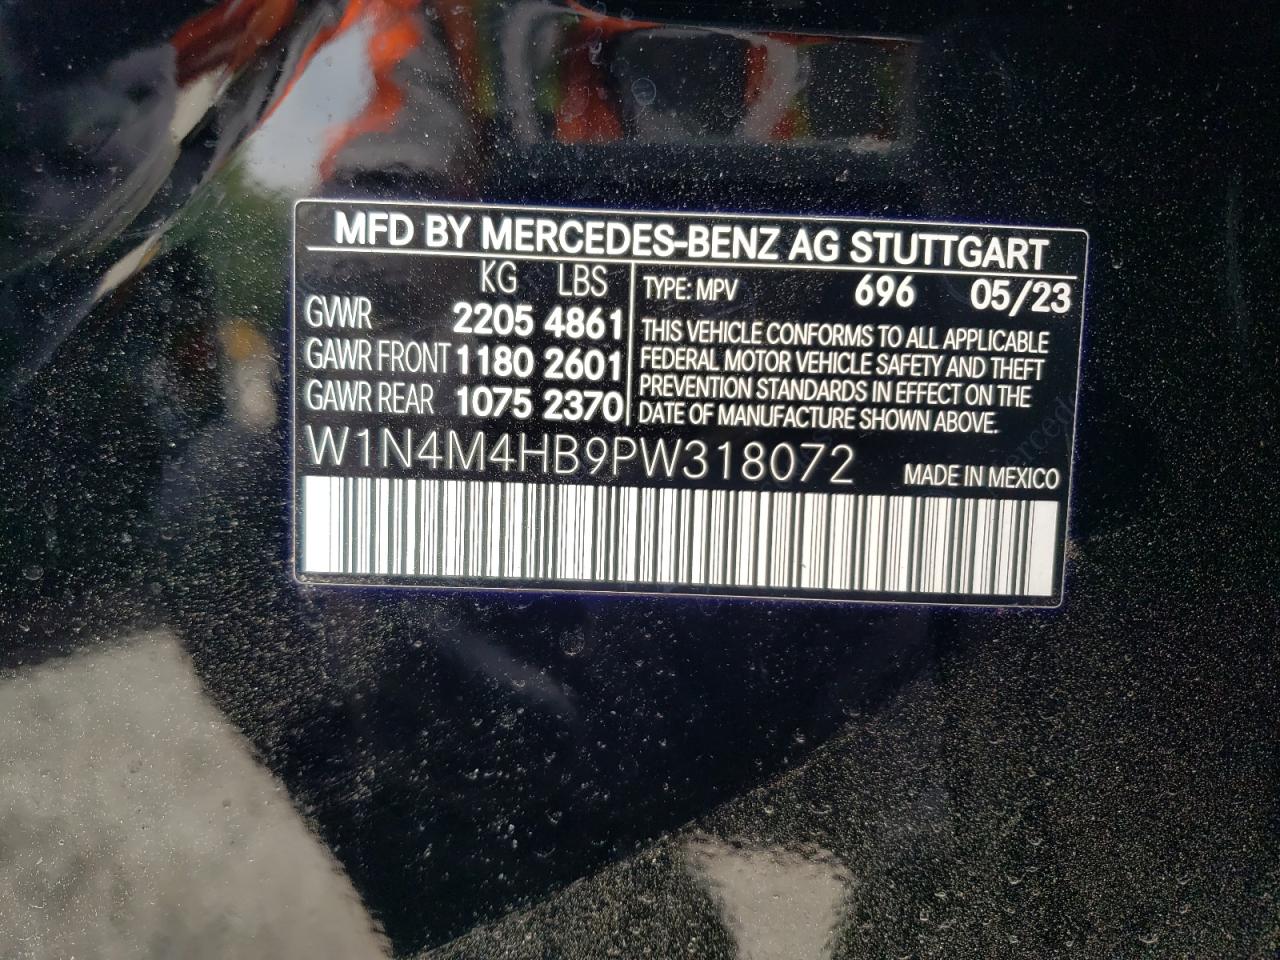 MFD BY MERCEDES-BENZ AG STUTTGART
KG LBS
GVWR 2205 4861
GAWR FRONT 1180 2601
GAWR REAR 1075 2370
TYPE: MPV 696 05/23
THIS VEHICLE CONFORMS TO ALL APPLICABLE
FEDERAL MOTOR VEHICLE SAFETY AND THEFT
PREVENTION STANDARDS IN EFFECT ON THE
DATE OF MANUFACTURE SHOWN ABOVE.
W1N4M4HB9PW318072 MADE IN MEXICO